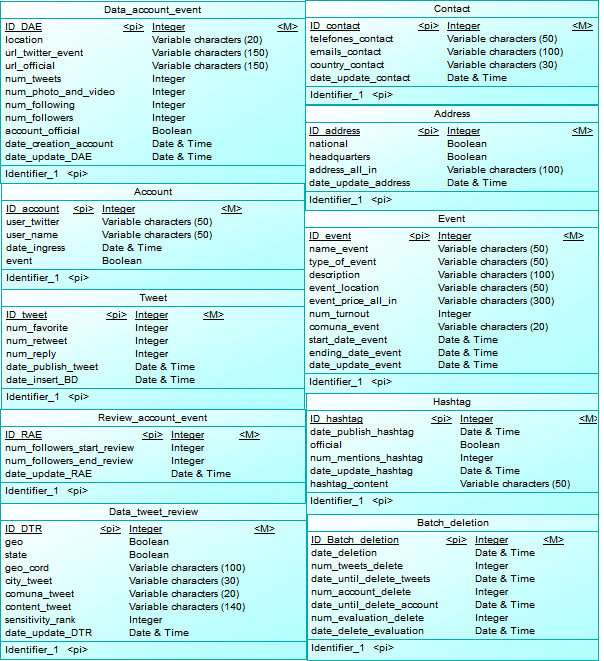 Data_account_event
ID_DAE <pi> Integer <M>
location Variable characters (20)
url_twitter_event Variable characters (150)
url_official Variable characters (150)
num_tweets Integer
num_photo_and_video Integer
num_following Integer
num_followers Integer
account_official Boolean
date_creation_account Date & Time
date_update_DAE Date & Time
Identifier_1 <pi>
Account
ID_account <pi> Integer <M>
user_twitter Variable characters (50)
user_name Variable characters (50)
date_ingress Date & Time
event Boolean
Identifier_1 <pi>
Tweet
ID_tweet <pi> Integer <M>
num_favorite Integer
num_retweet Integer
num_reply Integer
date_publish_tweet Date & Time
date_insert_BD Date & Time
Identifier_1 <pi>
Review_account_event
ID_RAE <pi> Integer <M>
num_followers_start_review Integer
num_followers_end_review Integer
date_update_RAE Date & Time
Identifier_1 <pi>
Data_tweet_review
ID_DTR <pi> Integer <M>
geo Boolean
state Boolean
geo_cord Variable characters (100)
city_tweet Variable characters (30)
comuna_tweet Variable characters (20)
content_tweet Variable characters (140)
sensitivity_rank Integer
date_update_DTR Date & Time
Identifier_1 <pi>
Contact
ID_contact <pi> Integer <M>
telefones_contact Variable characters (50)
emails_contact Variable characters (100)
country_contact Variable characters (30)
date_update_contact Date & Time
Identifier_1 <pi>
Address
ID_address <pi> Integer <M>
national Boolean
headquarters Boolean
address_all_in Variable characters (100)
date_update_address Date & Time
Identifier_1 <pi>
Event
ID_event <pi> Integer <M>
name_event Variable characters (50)
type_of_event Variable characters (50)
description Variable characters (100)
event_location Variable characters (50)
event_price_all_in Variable characters (300)
num_turnout Integer
comuna_event Variable characters (20)
start_date_event Date & Time
ending_date_event Date & Time
date_update_event Date & Time
Identifier_1 <pi>
Hashtag
ID_hashtag <pi> Integer <M>
date_publish_hashtag Date & Time
official Boolean
num_mentions_hashtag Integer
date_update_hashtag Date & Time
hashtag_content Variable characters (50)
Identifier_1 <pi>
Batch_deletion
ID_Batch_deletion <pi> Integer <M>
date_deletion Date & Time
num_tweets_delete Integer
date_until_delete_tweets Date & Time
num_account_delete Integer
date_until_delete_account Date & Time
num_evaluation_delete Integer
date_delete_evaluation Date & Time
Identifier_1 <pi>